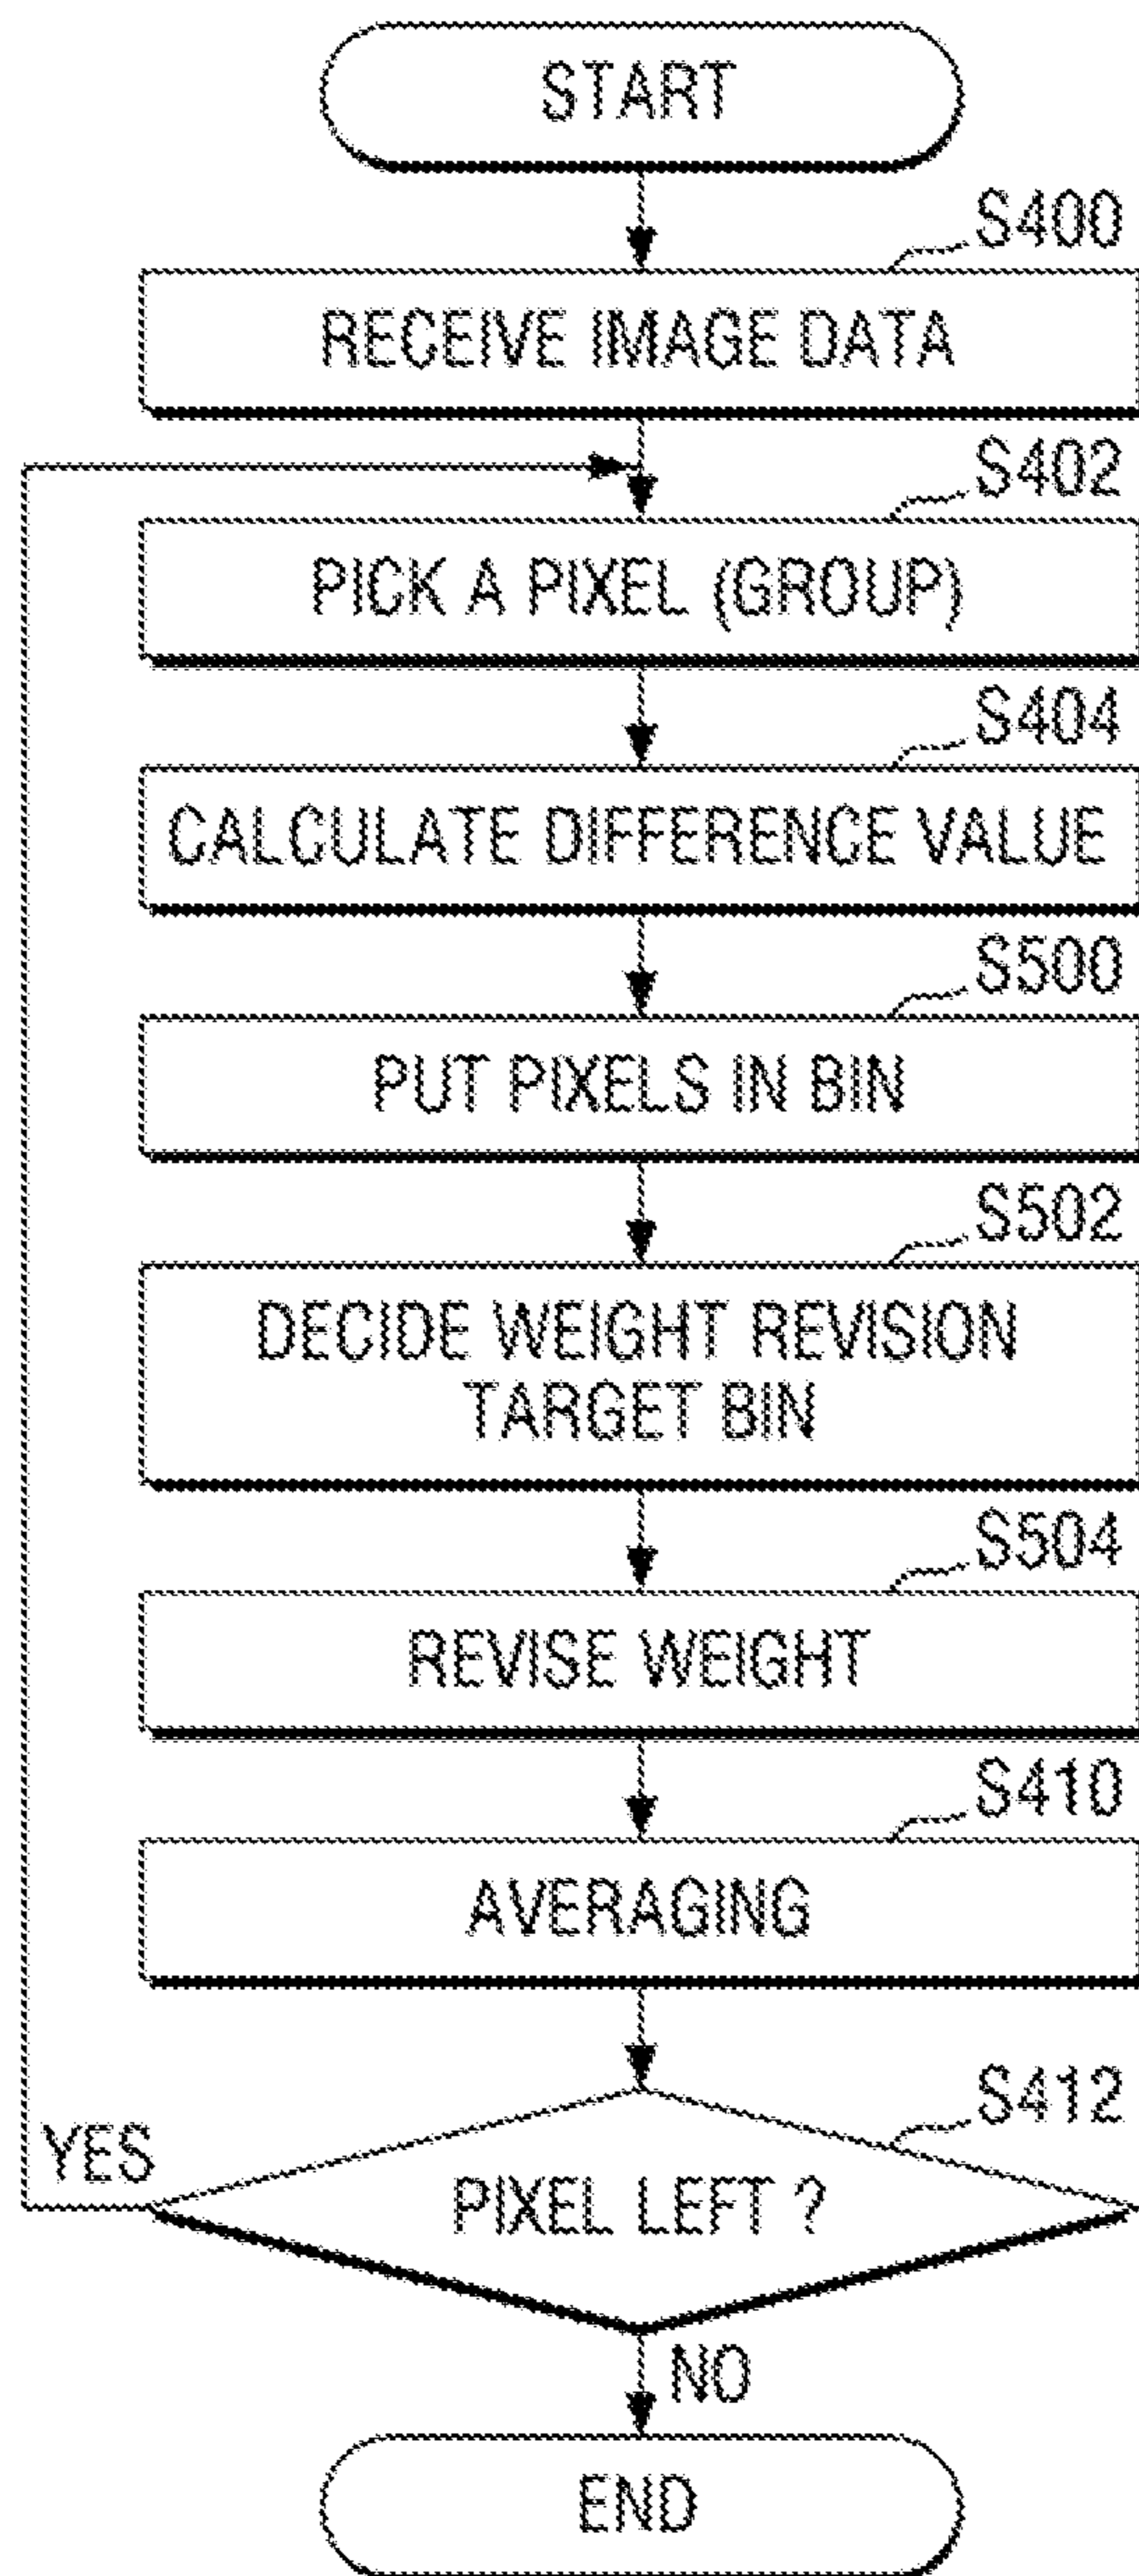 START
S400
RECEIVE IMAGE DATA
S402
PICK A PIXEL (GROUP)
S404
CALCULATE DIFFERENCE VALUE
S500
PUT PIXELS IN BIN
S502
DECIDE WEIGHT REVISION
TARGET BIN
S504
REVISE WEIGHT
S410
AVERAGING
S412
YES
PIXEL LEFT ?
NO
END